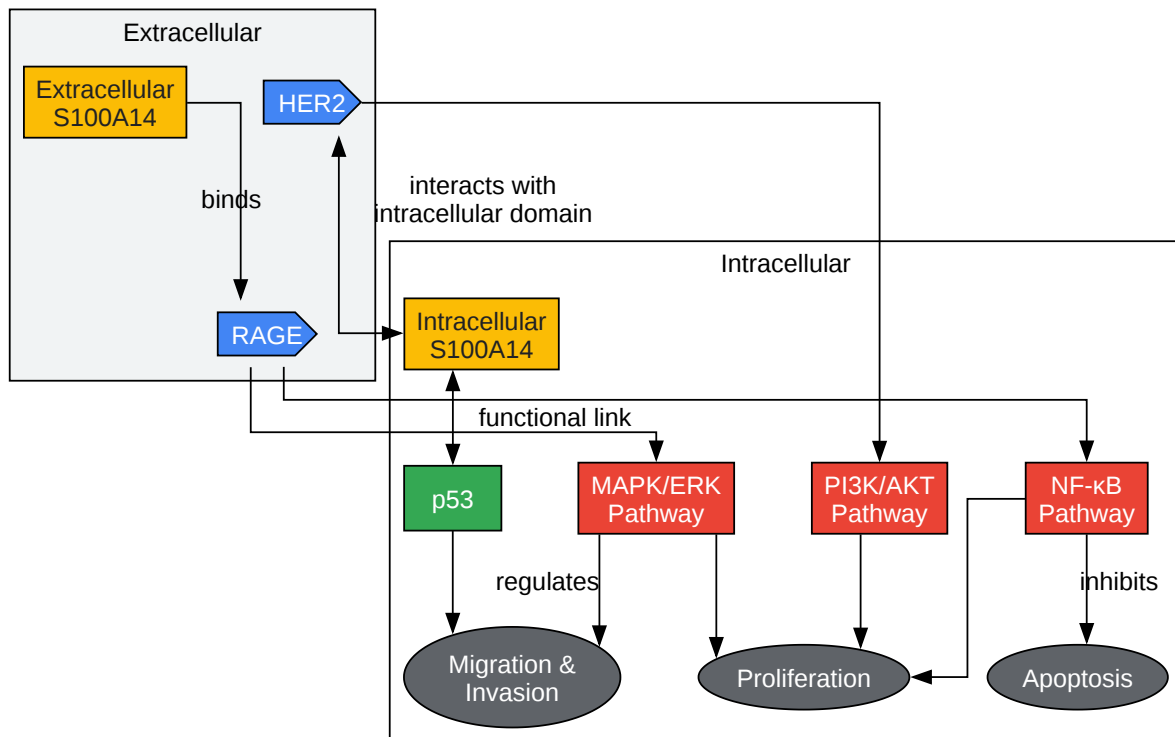 Extracellular
Extracellular
S100A14
HER2
binds
interacts with
intracellular domain
Intracellular
RAGE
Intracellular
S100A14
functional link
p53
MAPK/ERK
Pathway
PI3K/AKT
Pathway
NF-κB
Pathway
regulates
inhibits
Migration &
Invasion
Proliferation
Apoptosis